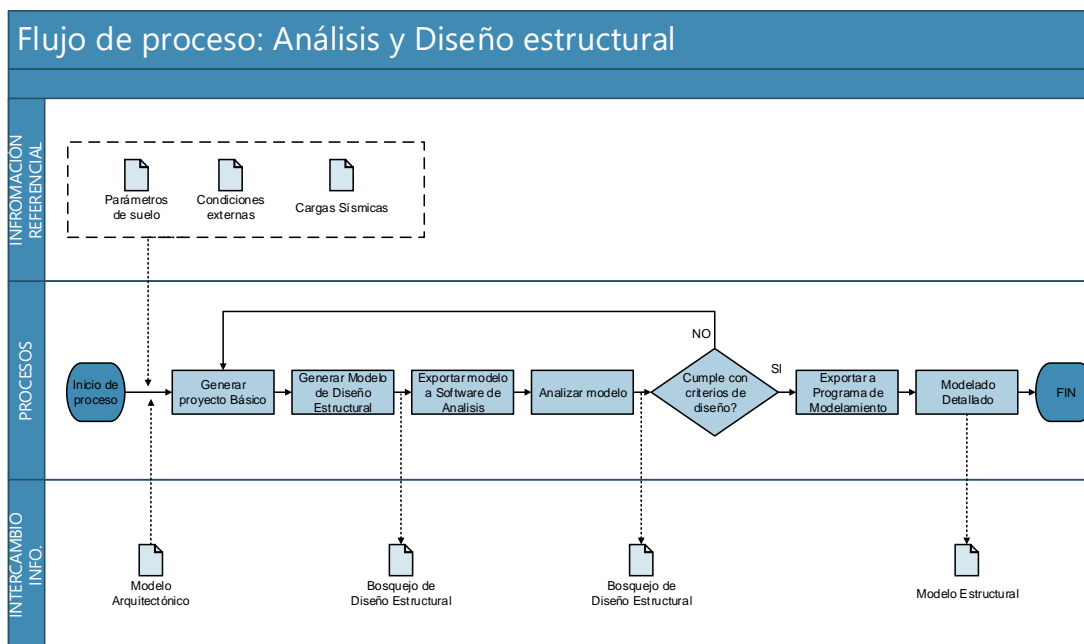 Flujo de proceso: Análisis y Diseño estructural
INFROMACIÓN
REFERENCIAL
Parámetros
de suelo
Condiciones
externas
Cargas Sísmicas
PROCESOS
Inicio de
proceso
Generar
proyecto Básico
Generar Modelo
de Diseño
Estructural
Exportar modelo
a Software de
Analisis
Analizar modelo
NO
Cumple con
criterios de
diseño?
SI
Exportar a
Programa de
Modelamiento
Modelado
Detallado
FIN
INTERCAMBIO
INFO.
Modelo
Arquitectónico
Bosquejo de
Diseño Estructural
Bosquejo de
Diseño Estructural
Modelo Estructural